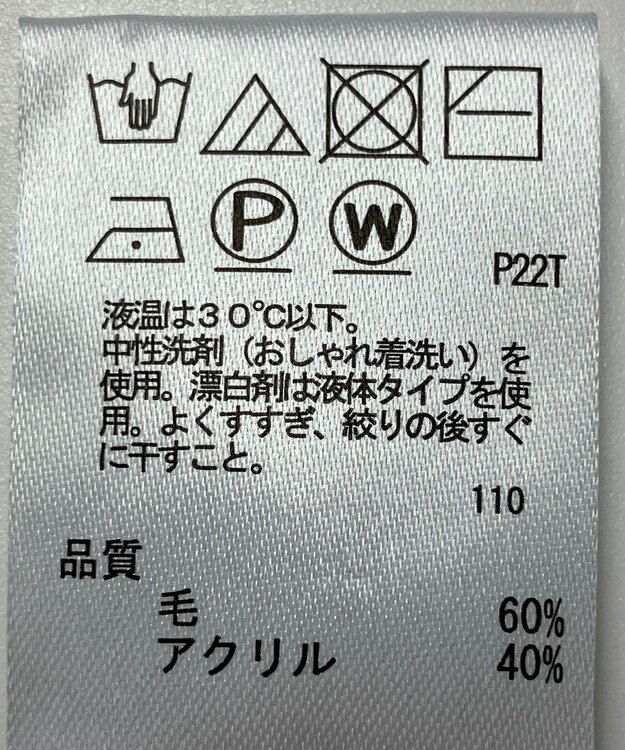 P W
P22T
液温は30℃以下。
中性洗剤（おしゃれ着洗い）を
使用。漂白剤は液体タイプを使
用。よくすすぎ、絞りの後すぐ
に干すこと。
110
品質
毛 60%
アクリル 40%